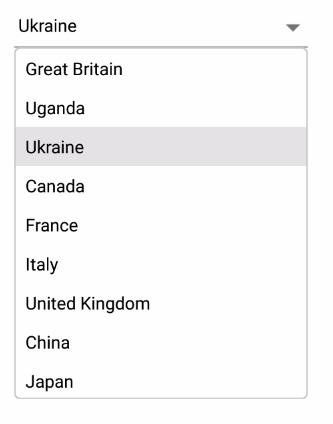 Ukraine
Great Britain
Uganda
Ukraine
Canada
France
Italy
United Kingdom
China
Japan